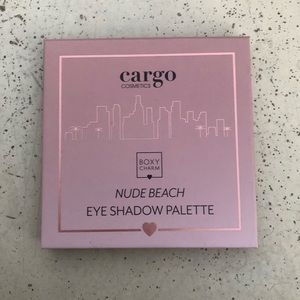 cargo
COSMETICS
BOXY
CHARM
NUDE BEACH
EYE SHADOW PALETTE